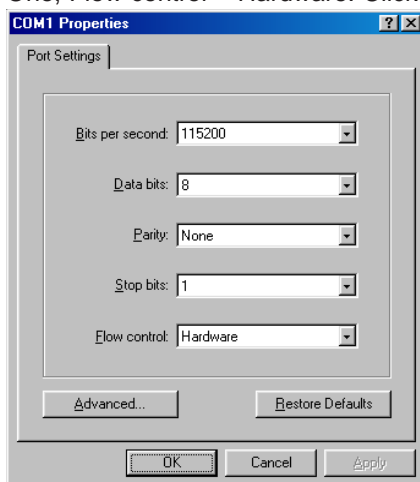 COM1 Properties
Port Settings
Bits per second: 115200
Data bits: 8
Parity: None
Stop bits: 1
Flow control: Hardware
Advanced... Restore Defaults
OK Cancel Apply